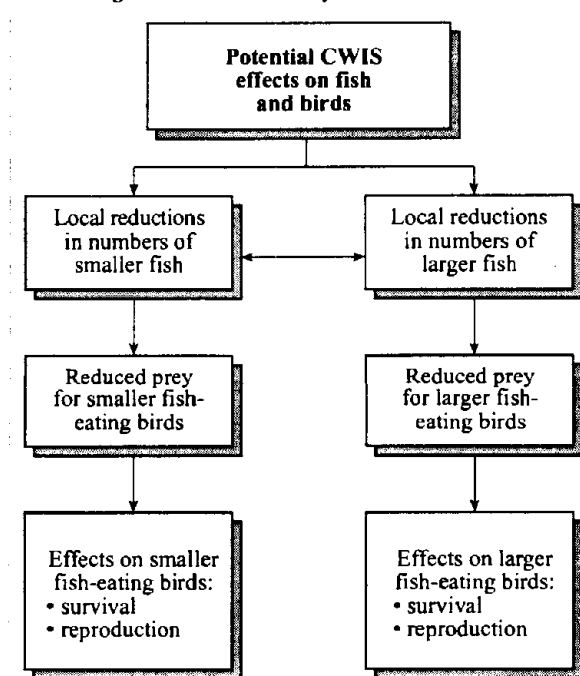 Potential CWIS
effects on fish
and birds
Local reductions
in numbers of
smaller fish
Local reductions
in numbers of
larger fish
Reduced prey
for smaller fish-
eating birds
Reduced prey
for larger fish-
eating birds
Effects on smaller
fish-eating birds:
• survival
• reproduction
Effects on larger
fish-eating birds:
• survival
• reproduction